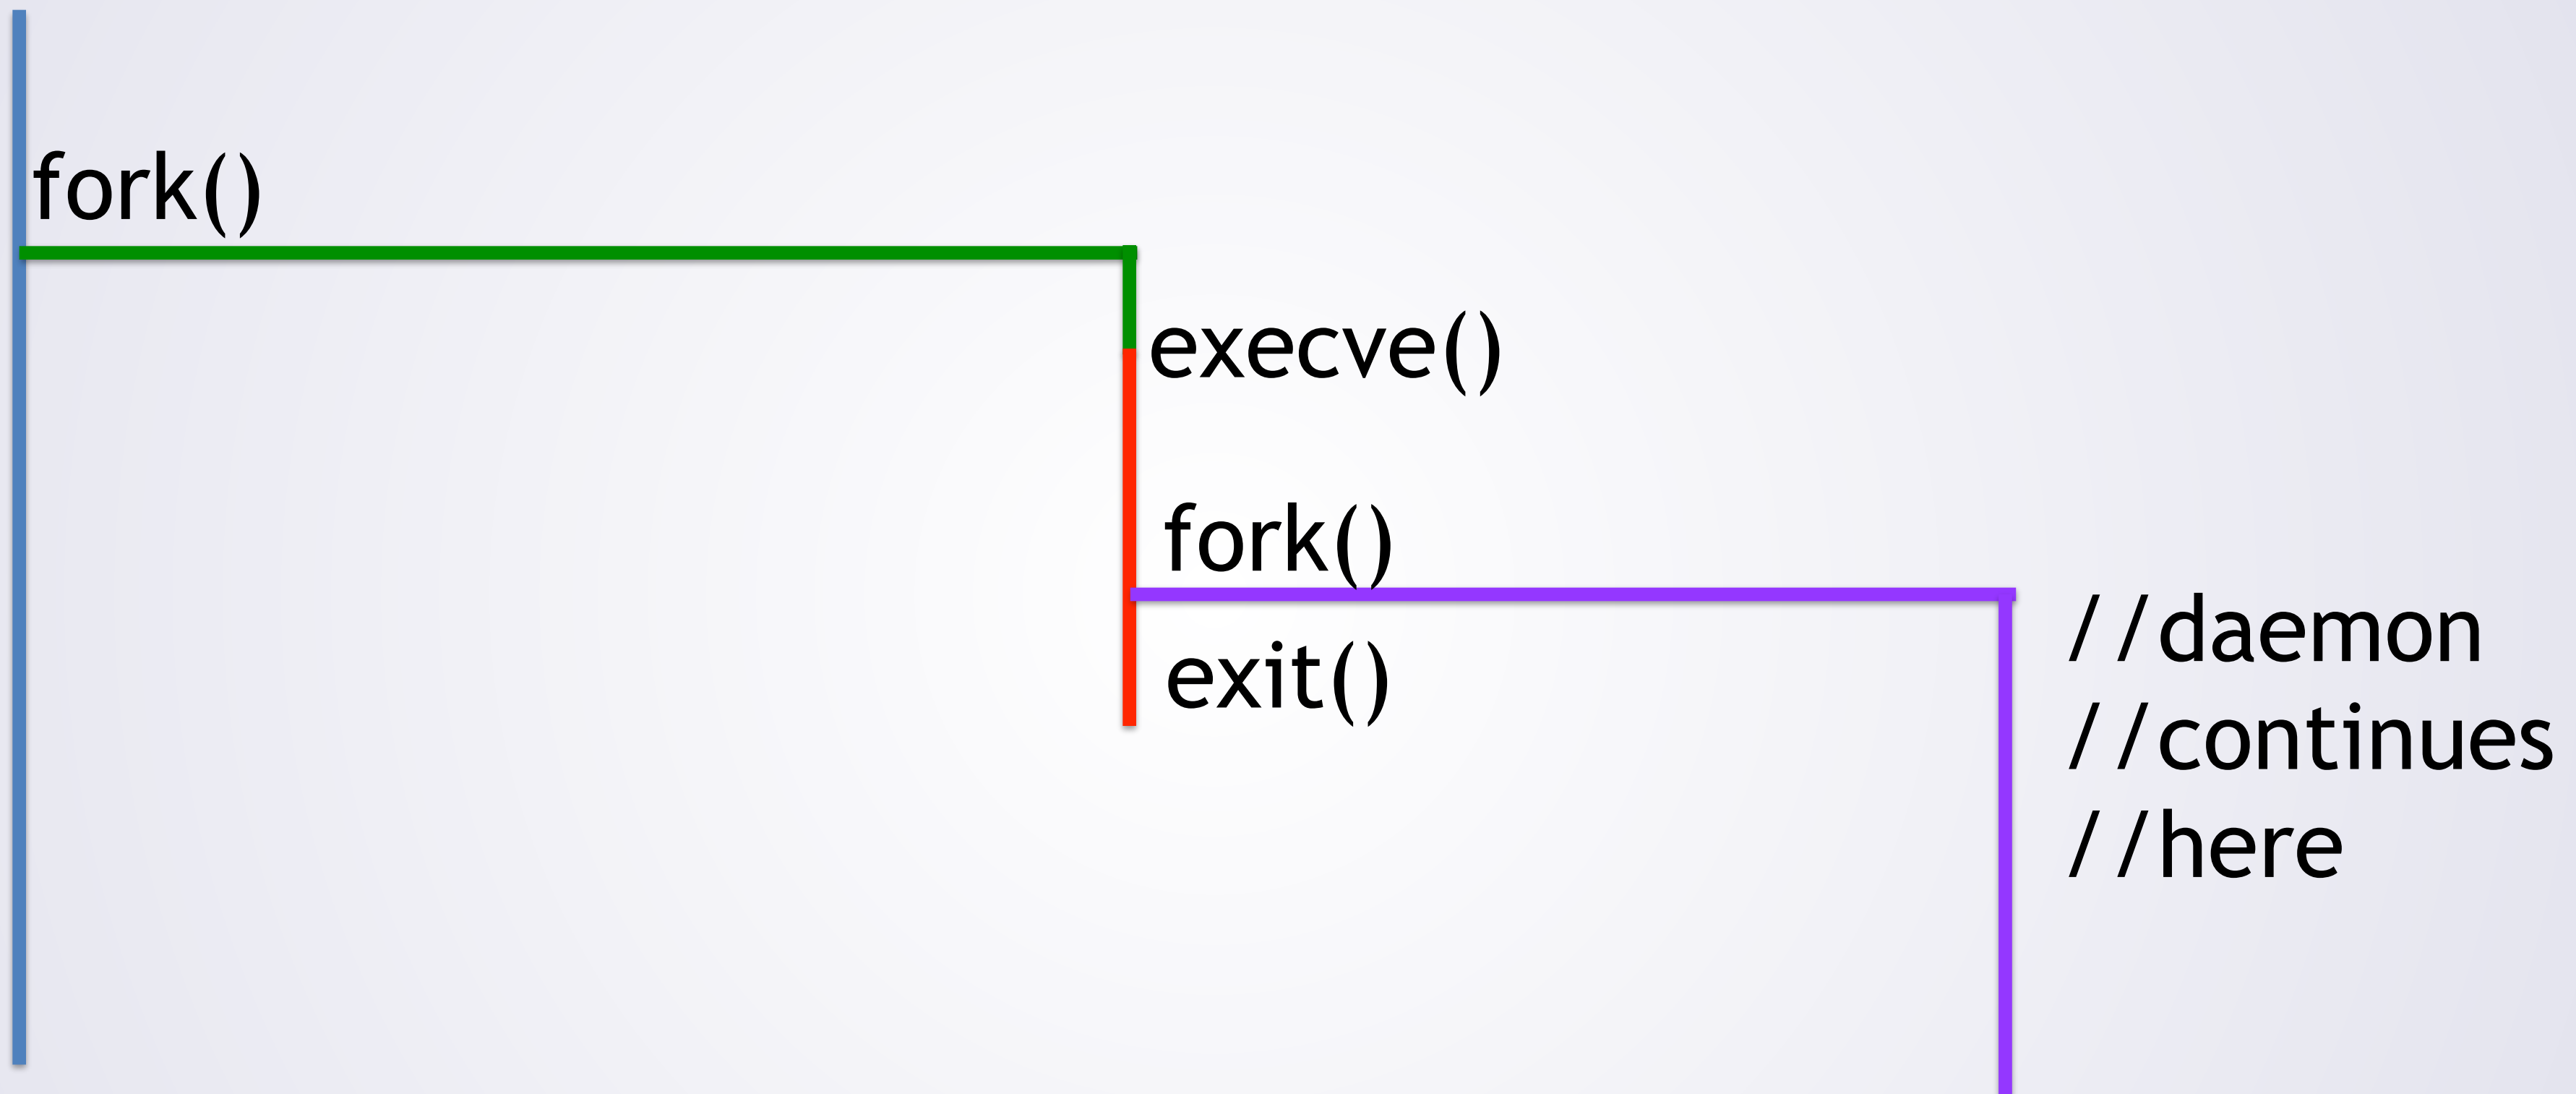 fork()
execve()
fork()
exit()
//daemon
//continues
//here